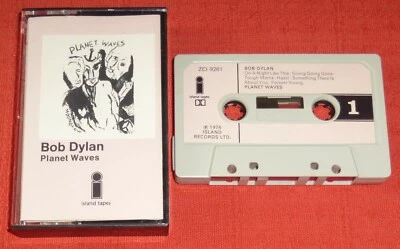 PLANET WAVES
Bob Dylan
Planet Waves
i
island tapes
ZCI 9261
BOB DYLAN
On A Night Like This. Going Going Gone.
Tough Mama. Hazel. Something There Is
About You. Forever Young.
PLANET WAVES
i
island tapes
1
℗ 1974
ISLAND
RECORDS LTD.